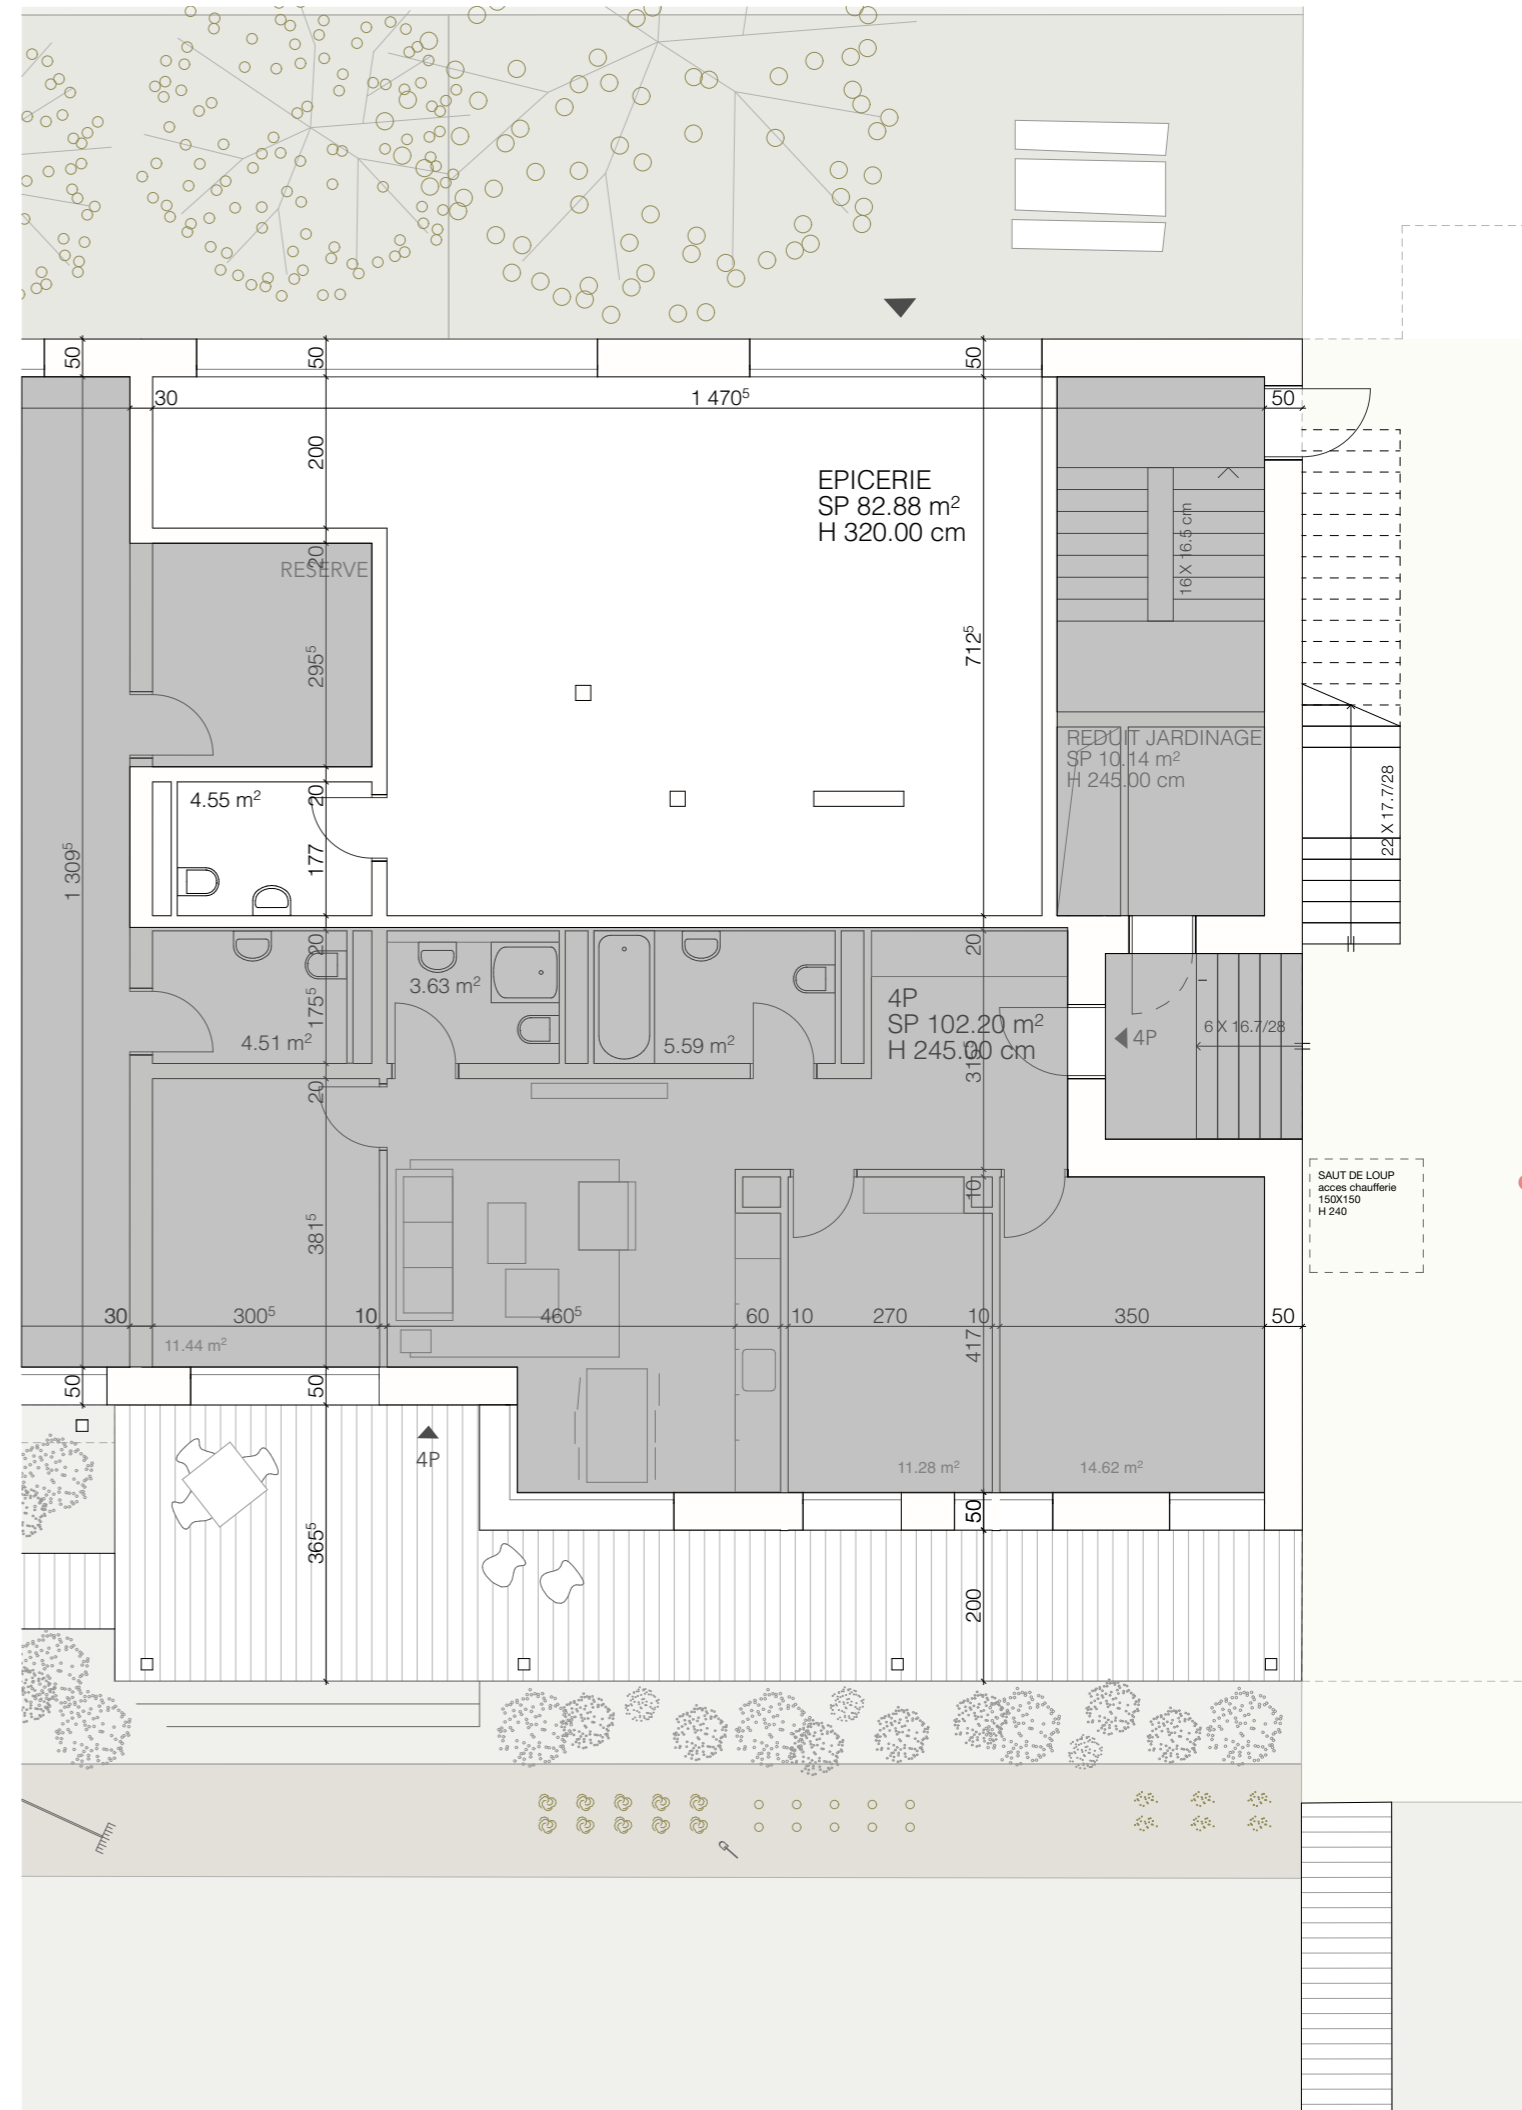 50
50
50
30
1 470⁵
50
200
EPICERIE
SP 82.88 m²
H 320.00 cm
16 X 16.5 cm
20
RESERVE
295⁵
712⁵
REDUIT JARDINAGE
SP 10.14 m²
H 245.00 cm
4.55 m²
20
22 X 17.7/28
1 309⁵
177
20
20
3.63 m²
4P
SP 102.20 m²
H 245.00 cm
175⁵
4.51 m²
5.59 m²
4P
6 X 16.7/28
20
10
SAUT DE LOUP
acces chaufferie
150X150
H 240
381⁵
30
300⁵
10
460⁵
60
10
270
10
350
50
11.44 m²
417
50
50
4P
11.28 m²
14.62 m²
50
365⁵
200